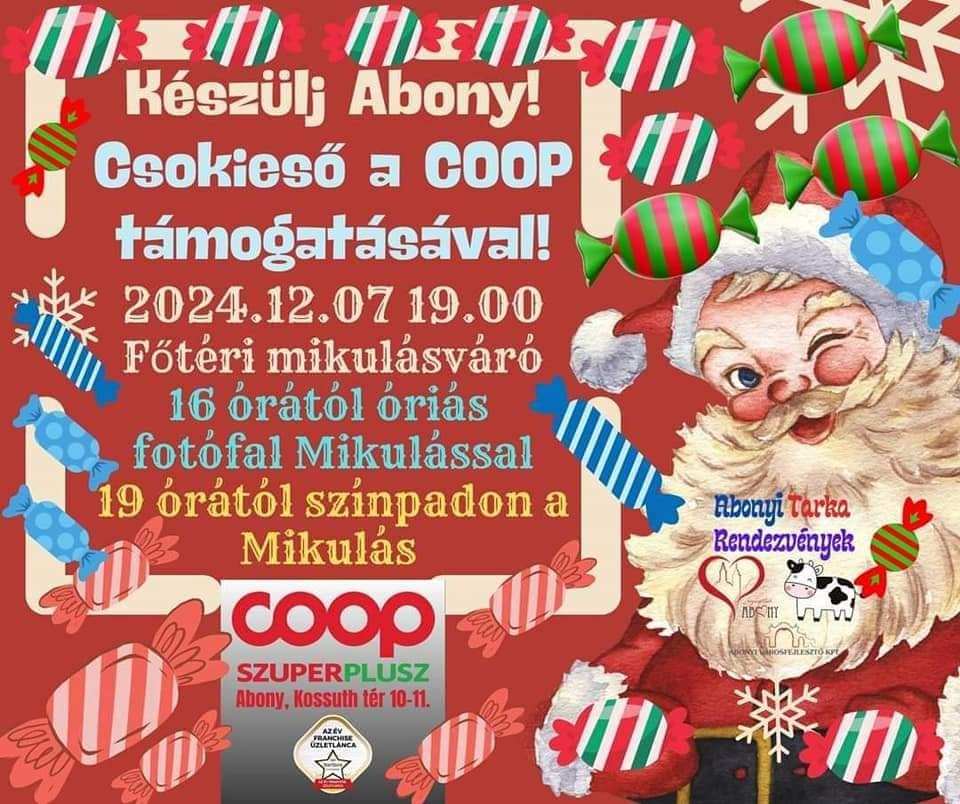 Készülj Abony!
Csokieső a COOP
támogatásával!
2024.12.07 19.00
Főtéri mikulásváró
16 órától óriás
fotófal Mikulással
19 órától színpadon a
Mikulás
Abonyi Tarka
Rendezvények
ABONY
ABONYI VÁROSFEJLESZTŐ KFT.
coop
SZUPERPLUSZ
Abony, Kossuth tér 10-11.
AZ ÉV
FRANCHISE
ÜZLETLÁNCA